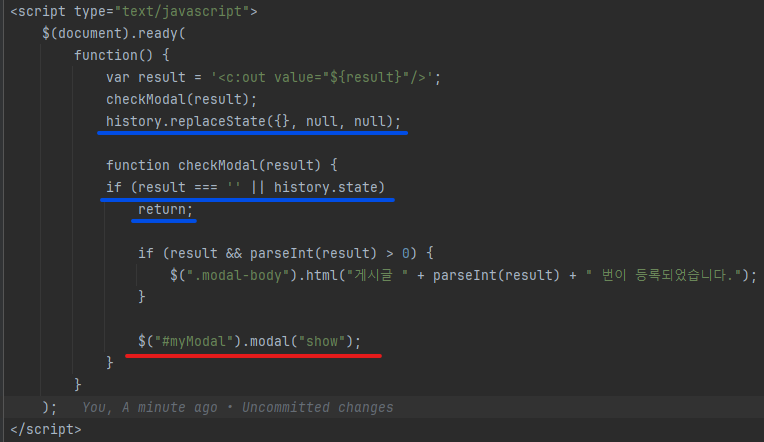 <script type="text/javascript">
$(document).ready(
function() {
var result = '<c:out value="${result}"/>';
checkModal(result);
history.replaceState({}, null, null);
function checkModal(result) {
if (result === '' || history.state)
return;
if (result && parseInt(result) > 0) {
$(".modal-body").html("게시글 " + parseInt(result) + " 번이 등록되었습니다.");
}
$("#myModal").modal("show");
}
}
); You, A minute ago • Uncommitted changes
</script>